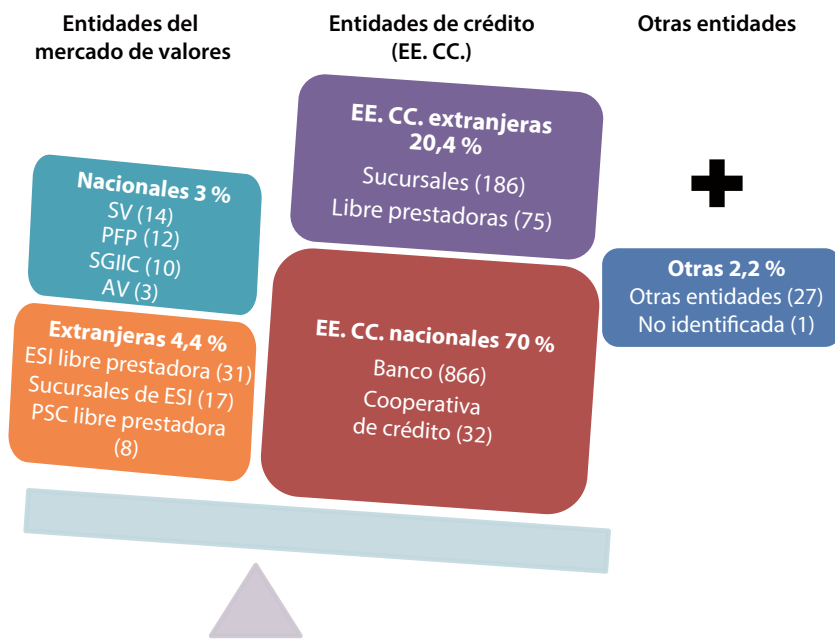 Entidades del
mercado de valores
Entidades de crédito
(EE. CC.)
Otras entidades
Nacionales 3 %
SV (14)
PFP (12)
SGIIC (10)
AV (3)
Extranjeras 4,4 %
ESI libre prestadora (31)
Sucursales de ESI (17)
PSC libre prestadora
(8)
EE. CC. extranjeras
20,4 %
Sucursales (186)
Libre prestadoras (75)
EE. CC. nacionales 70 %
Banco (866)
Cooperativa
de crédito (32)
Otras 2,2 %
Otras entidades (27)
No identificada (1)